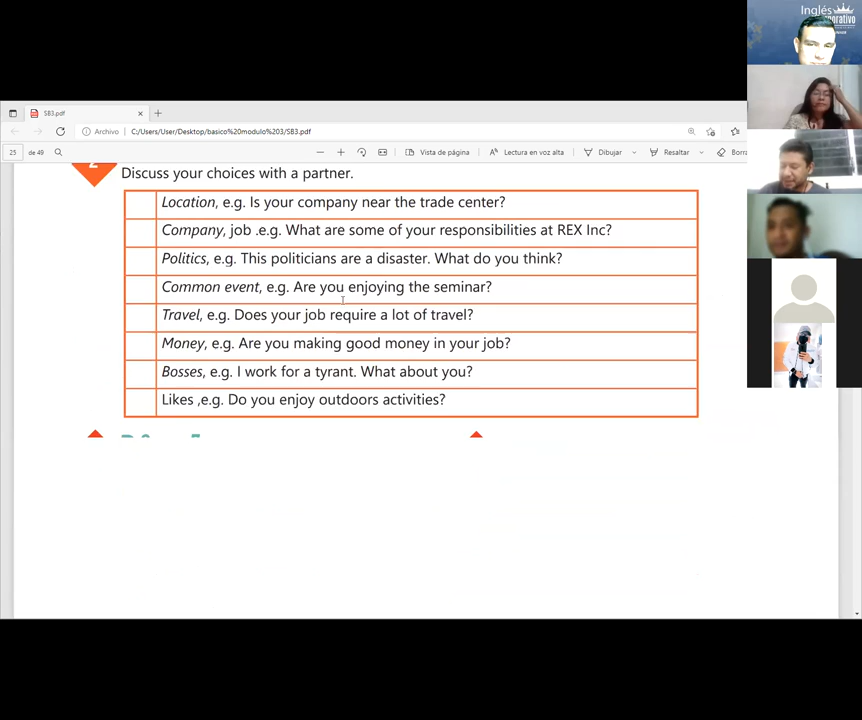 Inglés
SB3.pdf
Archivo
C:/Users/User/Desktop/basico%20modulo%203/SB3.pdf
25
de 49
Vista de página
Lectura en voz alta
Dibujar
Resaltar
Borra
2
Discuss your choices with a partner.
Location, e.g. Is your company near the trade center?
Company, job .e.g. What are some of your responsibilities at REX Inc?
Politics, e.g. This politicians are a disaster. What do you think?
Common event, e.g. Are you enjoying the seminar?
Travel, e.g. Does your job require a lot of travel?
Money, e.g. Are you making good money in your job?
Bosses, e.g. I work for a tyrant. What about you?
Likes ,e.g. Do you enjoy outdoors activities?